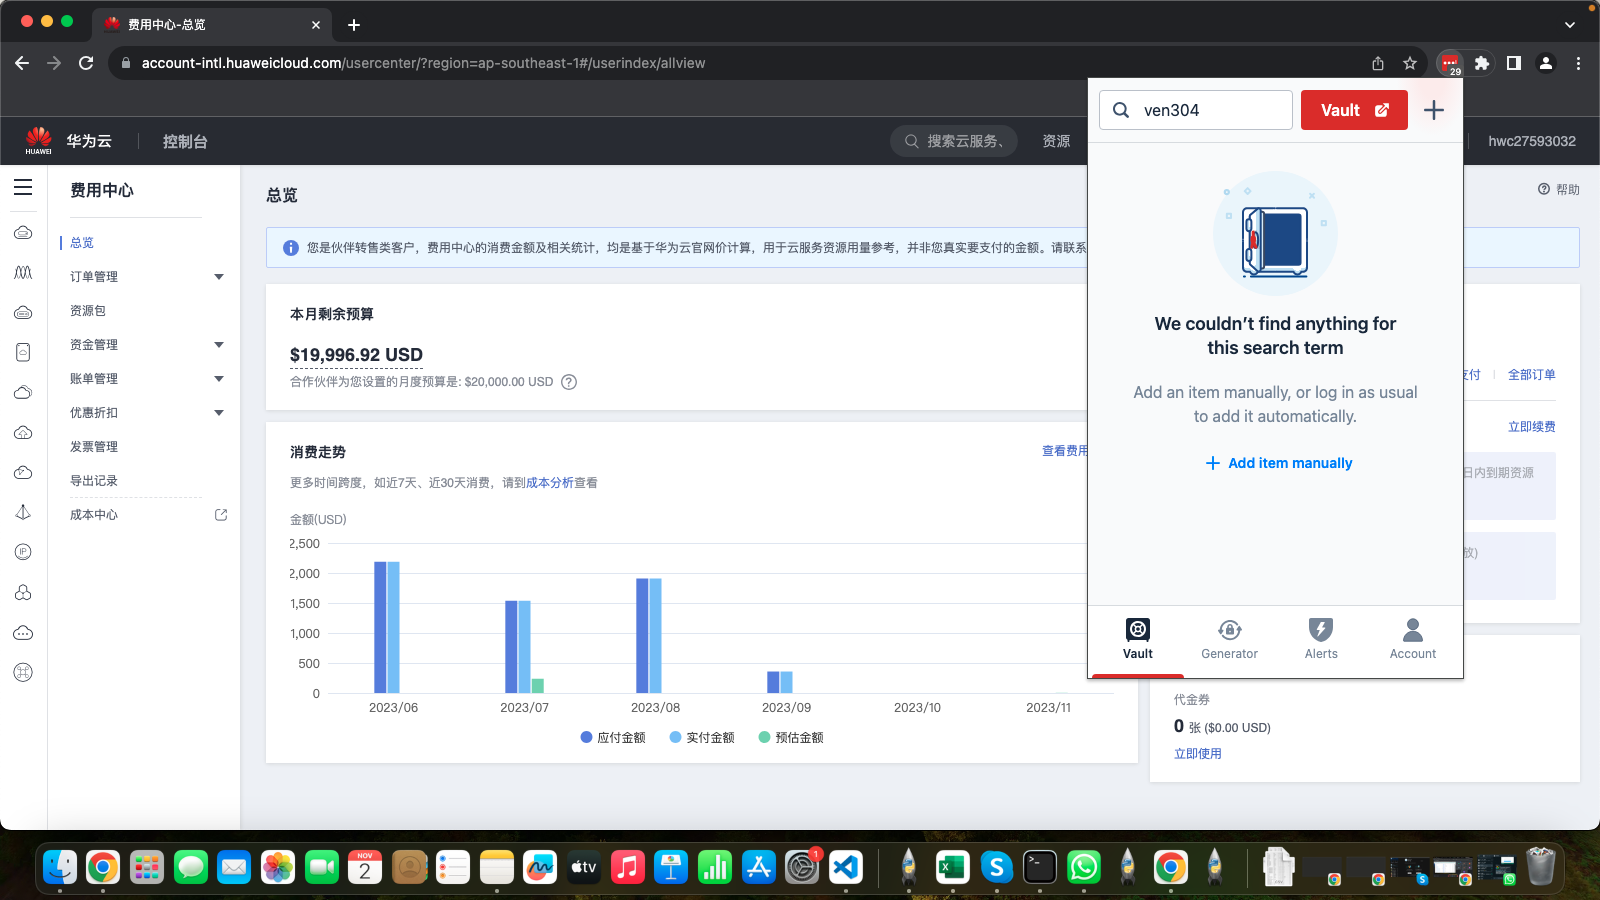 费用中心-总览
account-intl.huaweicloud.com/usercenter/?region=ap-southeast-1#/userindex/allview
29
HUAWEI
华为云
控制台
搜索云服务、
资源
hwc27593032
ven304
Vault
We couldn't find anything for
this search term
Add an item manually, or log in as usual
to add it automatically.
Add item manually
Vault
Generator
Alerts
Account
费用中心
总览
订单管理
资源包
资金管理
账单管理
优惠折扣
发票管理
导出记录
成本中心
IP
总览
帮助
您是伙伴转售类客户，费用中心的消费金额及相关统计，均是基于华为云官网价计算，用于云服务资源用量参考，并非您真实要支付的金额。请联系
本月剩余预算
$19,996.92 USD
合作伙伴为您设置的月度预算是: $20,000.00 USD
消费走势
查看费用
更多时间跨度，如近7天、近30天消费，请到成本分析查看
金额(USD)
2,500
2,000
1,500
1,000
500
0
2023/06
2023/07
2023/08
2023/09
2023/10
2023/11
应付金额
实付金额
预估金额
支付
全部订单
立即续费
日内到期资源
放)
代金券
0 张 ($0.00 USD)
立即使用
NOV
2
tv
1